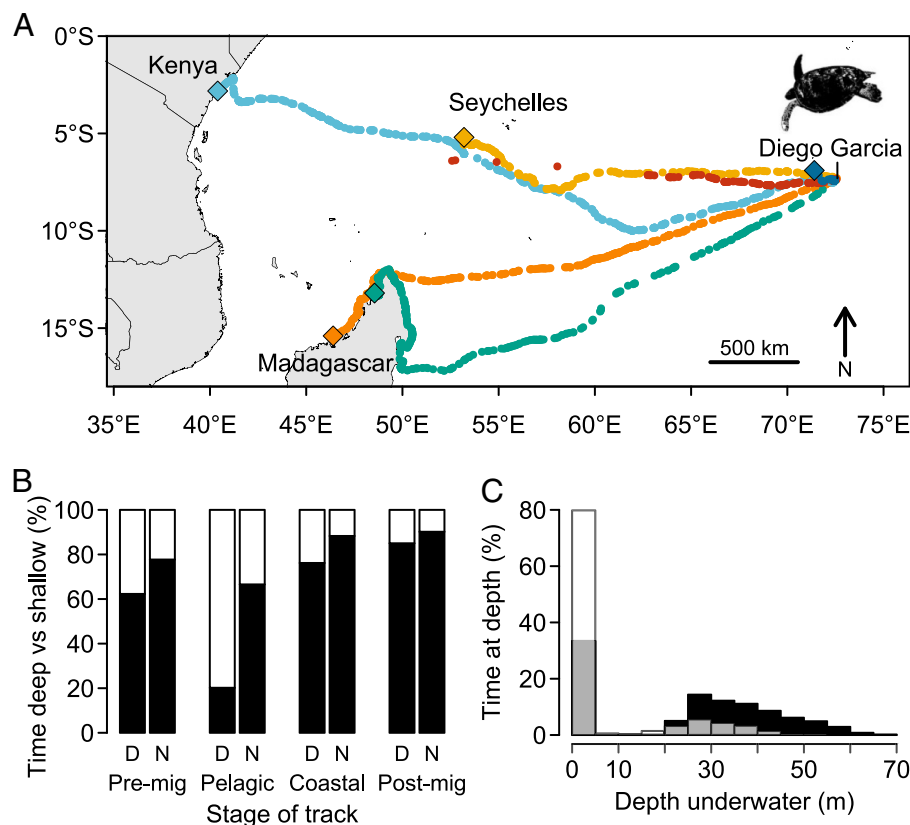 A
0°S
5°S
10°S
15°S
Kenya
Seychelles
Diego Garcia
Madagascar
500 km
N
35°E 40°E 45°E 50°E 55°E 60°E 65°E 70°E 75°E
B
Time deep vs shallow (%)
100
80
60
40
20
0
D N D N D N D N
Pre-mig Pelagic Coastal Post-mig
Stage of track
C
Time at depth (%)
80
60
40
20
0
0 10 30 50 70
Depth underwater (m)